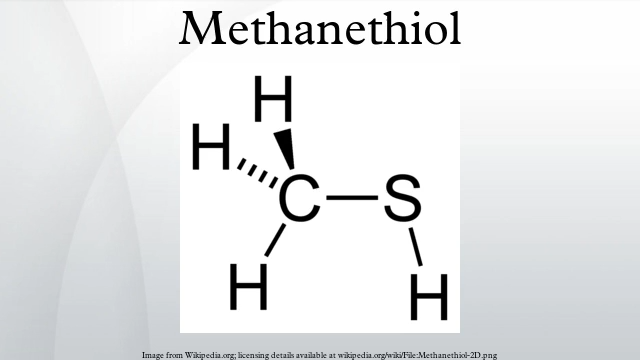 Methanethiol
H
H
C S
H H
Image from Wikipedia.org; licensing details available at wikipedia.org/wiki/File:Methanethiol-2D.png